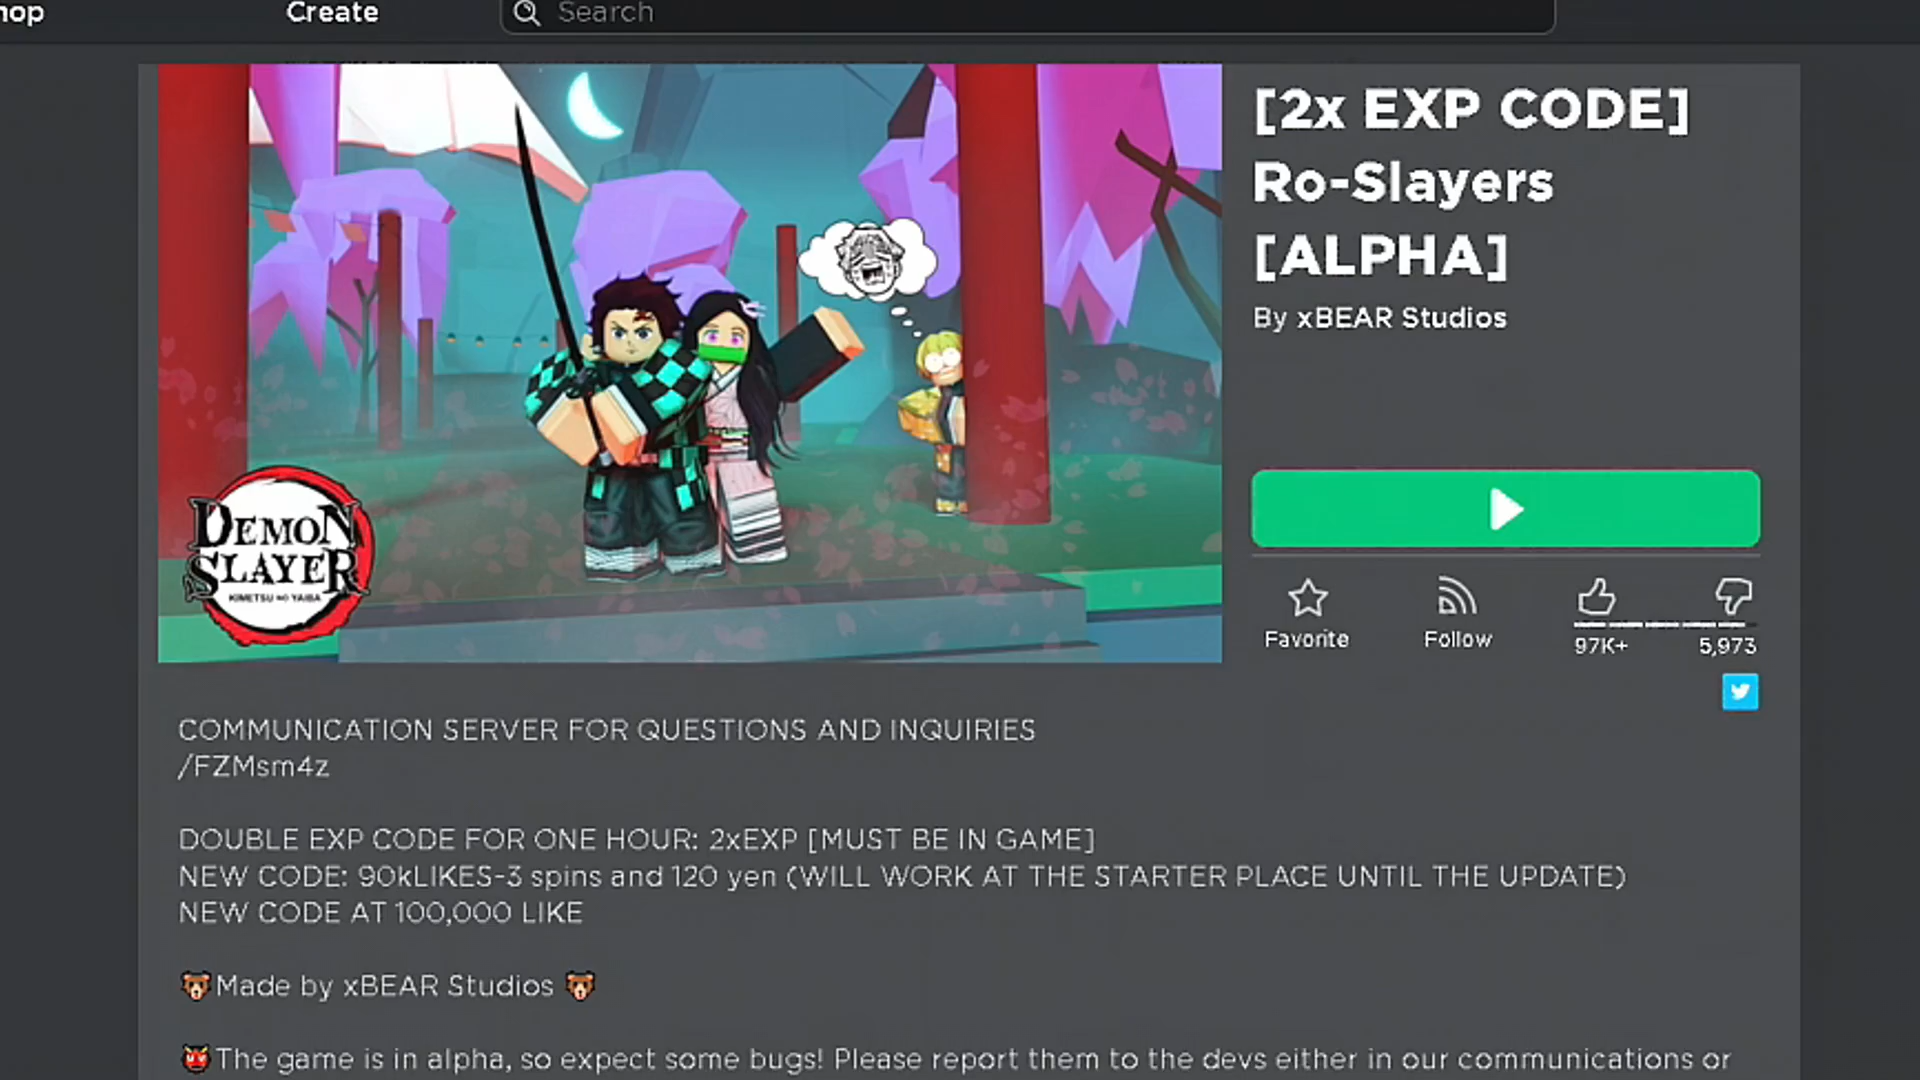 hop
Create
Search
[2x EXP CODE]
Ro-Slayers
[ALPHA]
By xBEAR Studios
DEMON
SLAYER
KIMETSU NO YAIBA
Favorite
Follow
97K+
5,973
COMMUNICATION SERVER FOR QUESTIONS AND INQUIRIES
/FZMsm4z
DOUBLE EXP CODE FOR ONE HOUR: 2xEXP [MUST BE IN GAME]
NEW CODE: 90kLIKES-3 spins and 120 yen (WILL WORK AT THE STARTER PLACE UNTIL THE UPDATE)
NEW CODE AT 100,000 LIKE
🐻Made by xBEAR Studios 🐻
👹The game is in alpha, so expect some bugs! Please report them to the devs either in our communications or